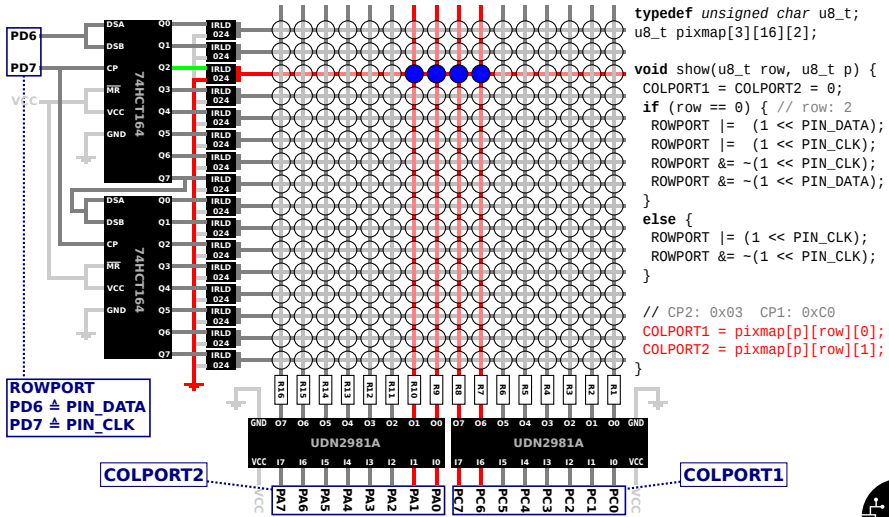 PD6
PD7
VCC
DSA
DSB
CP
MR
VCC
GND
74HCT164
Q0
Q1
Q2
Q3
Q4
Q5
Q6
Q7
DSA
DSB
CP
MR
VCC
GND
74HCT164
Q0
Q1
Q2
Q3
Q4
Q5
Q6
Q7
IRLD
024
IRLD
024
IRLD
024
IRLD
024
IRLD
024
IRLD
024
IRLD
024
IRLD
024
IRLD
024
IRLD
024
IRLD
024
IRLD
024
IRLD
024
IRLD
024
IRLD
024
IRLD
024
typedef unsigned char u8_t;
u8_t pixmap[3][16][2];
void show(u8_t row, u8_t p) {
COLPORT1 = COLPORT2 = 0;
if (row == 0) { // row: 2
ROWPORT |=  (1 << PIN_DATA);
ROWPORT |=  (1 << PIN_CLK);
ROWPORT &= ~(1 << PIN_CLK);
ROWPORT &= ~(1 << PIN_DATA);
}
else {
ROWPORT |= (1 << PIN_CLK);
ROWPORT &= ~(1 << PIN_CLK);
}
// CP2: 0x03  CP1: 0xC0
COLPORT1 = pixmap[p][row][0];
COLPORT2 = pixmap[p][row][1];
}
ROWPORT
PD6 ≙ PIN_DATA
PD7 ≙ PIN_CLK
R16 R15 R14 R13 R12 R11 R10 R9 R8 R7 R6 R5 R4 R3 R2 R1
GND O7 O6 O5 O4 O3 O2 O1 O0 O7 O6 O5 O4 O3 O2 O1 O0 GND
UDN2981A UDN2981A
VCC I7 I6 I5 I4 I3 I2 I1 I0 I7 I6 I5 I4 I3 I2 I1 I0 VCC
COLPORT2
COLPORT1
VCC PA7 PA6 PA5 PA4 PA3 PA2 PA1 PA0 PC7 PC6 PC5 PC4 PC3 PC2 PC1 PC0 VCC